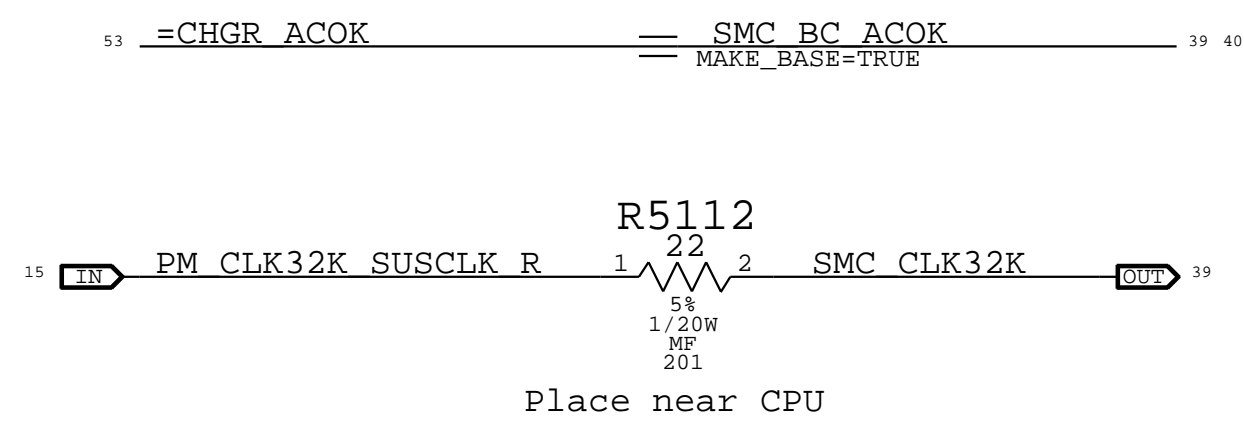 53 =CHGR_ACOK SMC_BC_ACOK 39 40
MAKE_BASE=TRUE
R5112
22
15 IN PM_CLK32K_SUSCLK_R 1 2 SMC_CLK32K OUT 39
5%
1/20W
MF
201
Place near CPU